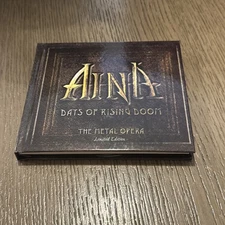 AINA
DAYS OF RISING DOOM
THE METAL OPERA
Limited Edition